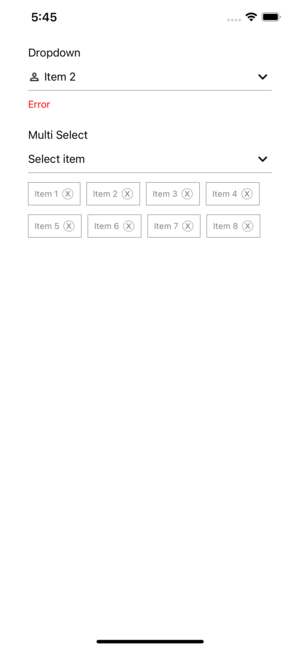 5:45
Dropdown
Item 2
Error
Multi Select
Select item
Item 1 X Item 2 X Item 3 X Item 4 X
Item 5 X Item 6 X Item 7 X Item 8 X